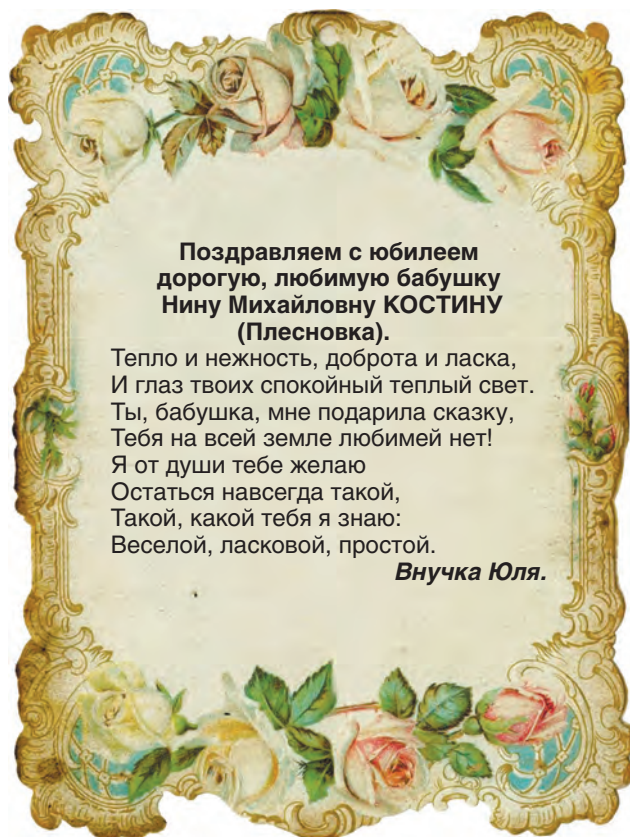 Поздравляем с юбилеем
дорогую, любимую бабушку
Нину Михайловну КОСТИНУ
(Плесновка).
Тепло и нежность, доброта и ласка,
И глаз твоих спокойный теплый свет.
Ты, бабушка, мне подарила сказку,
Тебя на всей земле любимей нет!
Я от души тебе желаю
Остаться навсегда такой,
Такой, какой тебя я знаю:
Веселой, ласковой, простой.
Внучка Юля.